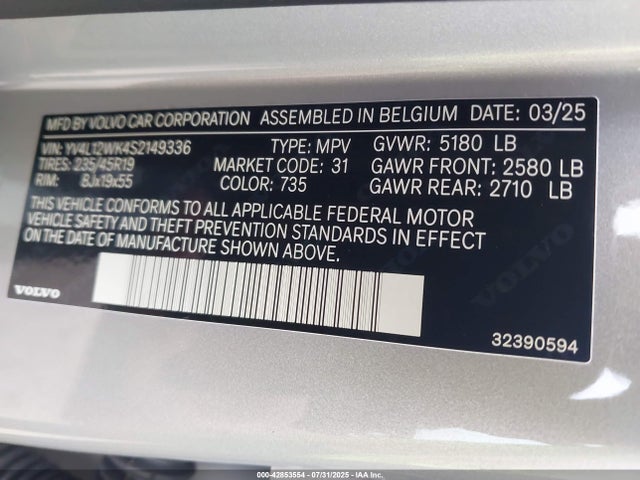 MFD BY VOLVO CAR CORPORATION ASSEMBLED IN BELGIUM DATE: 03/25
VIN: YV4L12WK4S2149336 TYPE: MPV GVWR: 5180 LB
TIRES: 235/45R19 MARKET CODE: 31 GAWR FRONT: 2580 LB
RIM: 8Jx19x55 COLOR: 735 GAWR REAR: 2710 LB
THIS VEHICLE CONFORMS TO ALL APPLICABLE FEDERAL MOTOR
VEHICLE SAFETY AND THEFT PREVENTION STANDARDS IN EFFECT
ON THE DATE OF MANUFACTURE SHOWN ABOVE.
VOLVO
32390594
000-42853554 / 07/31/2025 - COPART IAA